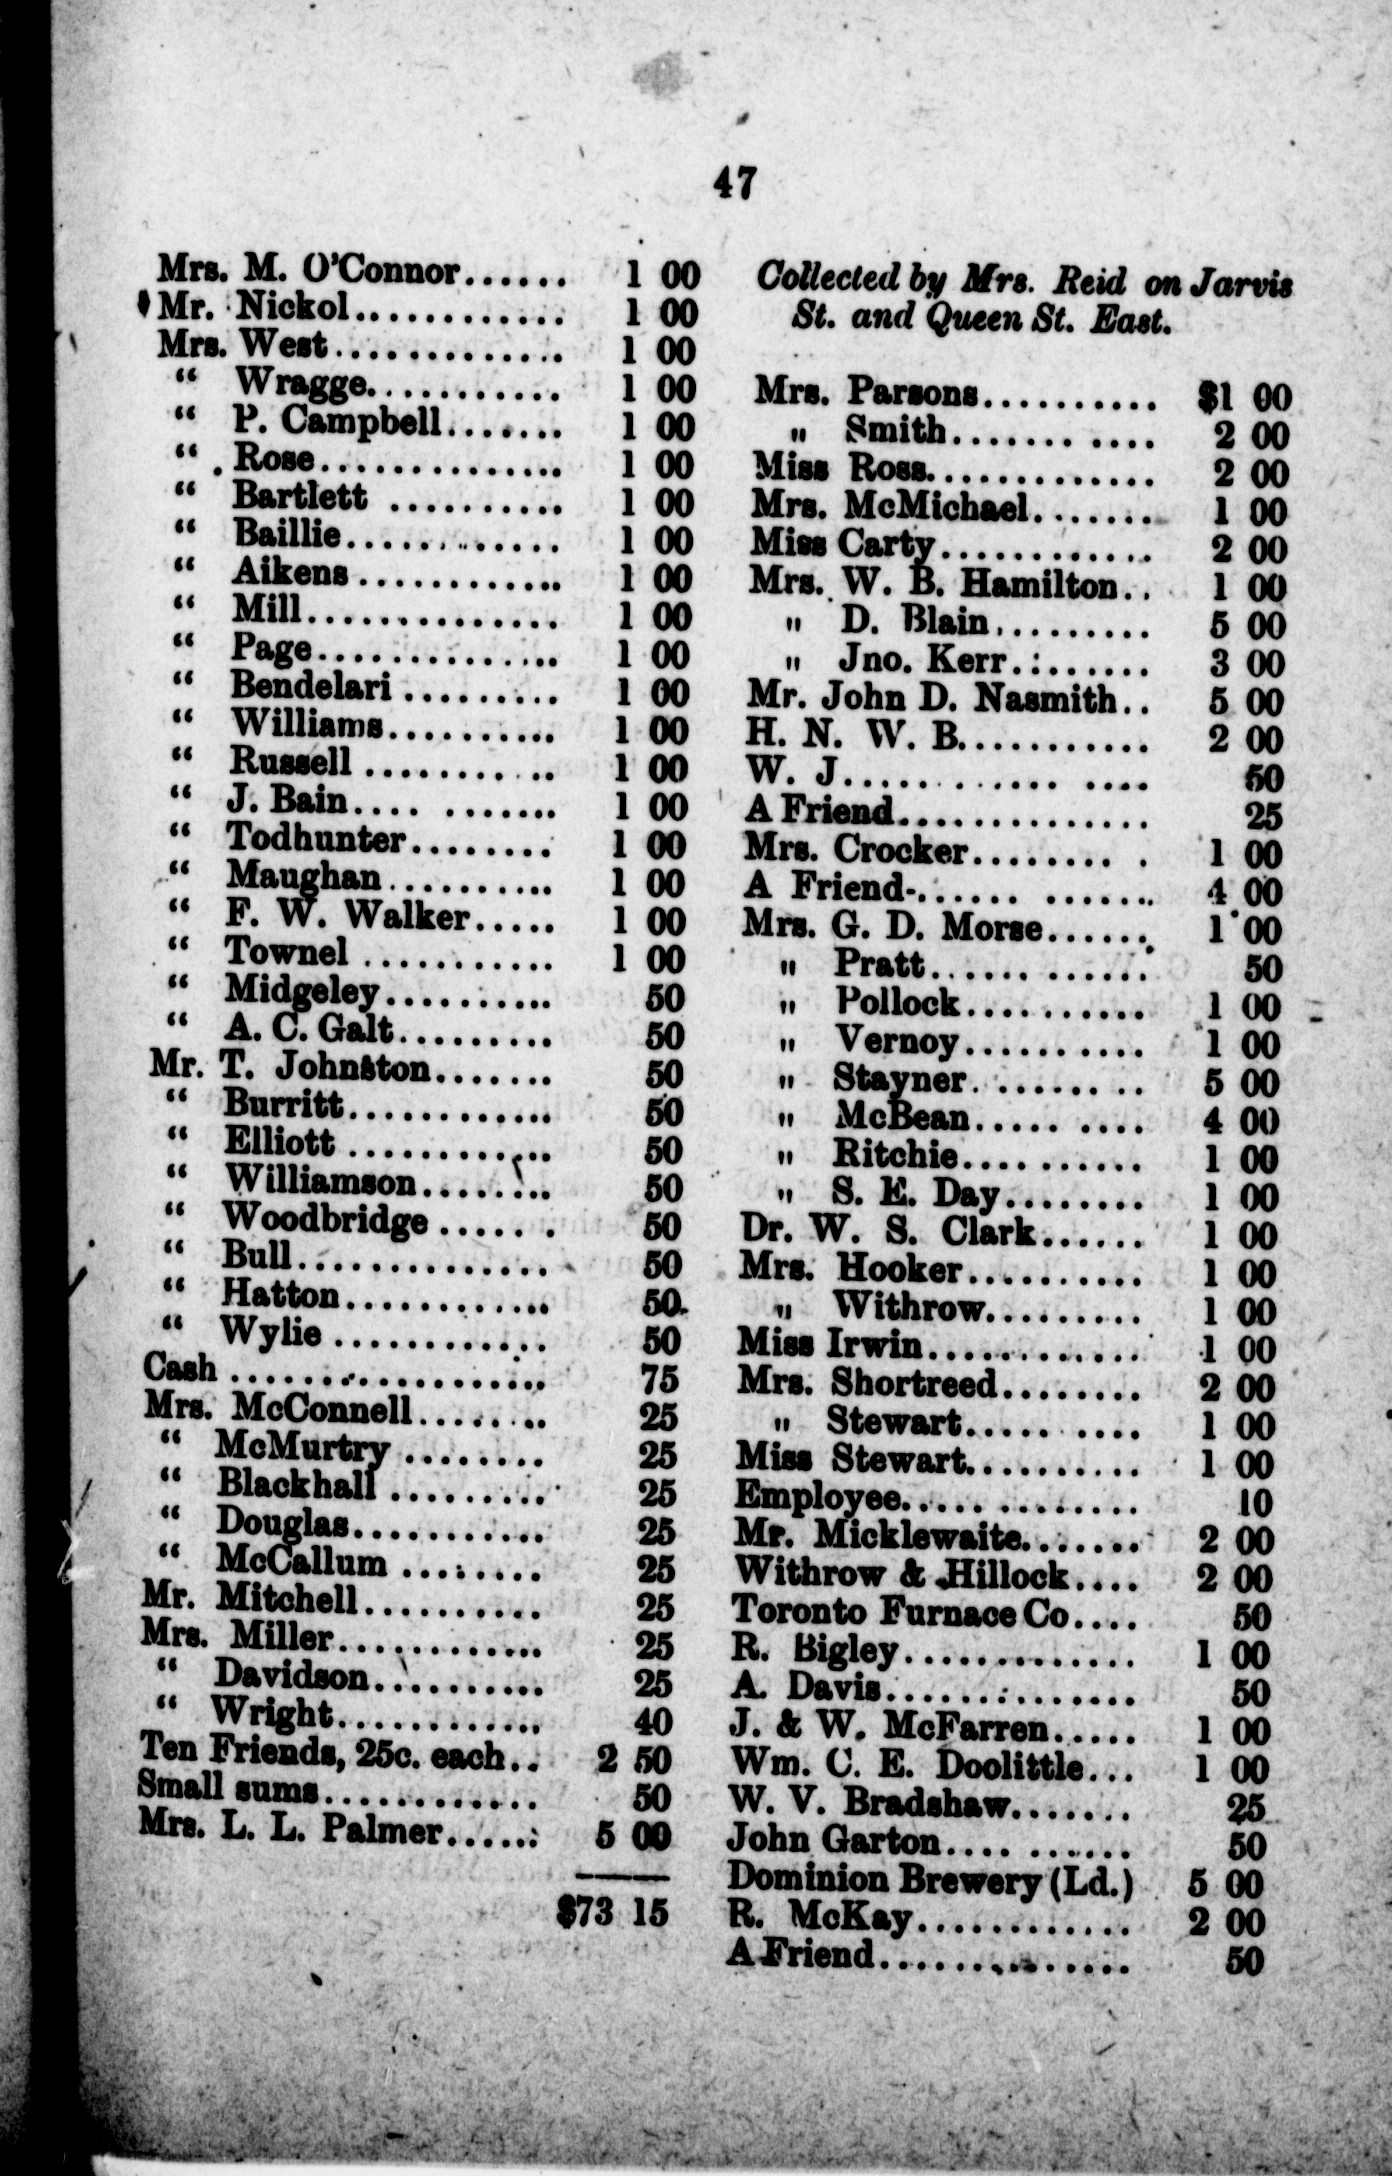 47
Mrs. M. O'Connor...... 1 00
Mr. Nickol............ 1 00
Mrs. West............. 1 00
“ Wragge........... 1 00
“ P. Campbell....... 1 00
“ Rose.............. 1 00
“ Bartlett .......... 1 00
“ Baillie............ 1 00
“ Aikens............ 1 00
“ Mill............... 1 00
“ Page.............. 1 00
“ Bendelari ......... 1 00
“ Williams.......... 1 00
“ Russell ........... 1 00
“ J. Bain.... ....... 1 00
“ Todhunter........ 1 00
“ Maughan.......... 1 00
“ F. W. Walker..... 1 00
“ Townel ........... 1 00
“ Midgeley.......... 50
“ A. C. Galt......... 50
Mr. T. Johnston....... 50
“ Burritt............ 50
“ Elliott ............ 50
“ Williamson........ 50
“ Woodbridge ...... 50
“ Bull............... 50
“ Hatton............ 50
“ Wylie ............ 50
Cash .................. 75
Mrs. McConnell........ 25
“ McMurtry ........ 25
“ Blackhall ......... 25
“ Douglas........... 25
“ McCallum ........ 25
Mr. Mitchell.......... 25
Mrs. Miller............ 25
“ Davidson.......... 25
“ Wright............ 40
Ten Friends, 25c. each.. 2 50
Small sums............ 50
Mrs. L. L. Palmer...... 5 00
$73 15
Collected by Mrs. Reid on Jarvis
St. and Queen St. East.
Mrs. Parsons.......... $1 00
" Smith....... .... 2 00
Miss Ross............. 2 00
Mrs. McMichael....... 1 00
Miss Carty............ 2 00
Mrs. W. B. Hamilton.. 1 00
" D. Blain......... 5 00
" Jno. Kerr........ 3 00
Mr. John D. Nasmith.. 5 00
H. N. W. B........... 2 00
W. J................. 50
A Friend.............. 25
Mrs. Crocker........ . 1 00
A Friend-...... ....... 4 00
Mrs. G. D. Morse...... 1 00
" Pratt............ 50
" Pollock.......... 1 00
" Vernoy.......... 1 00
" Stayner......... 5 00
" McBean..... .... 4 00
" Ritchie.......... 1 00
" S. E. Day........ 1 00
Dr. W. S. Clark...... 1 00
Mrs. Hooker.......... 1 00
" Withrow......... 1 00
Miss Irwin............ 1 00
Mrs. Shortreed........ 2 00
" Stewart..... .... 1 00
Miss Stewart.......... 1 00
Employee..... ........ 10
Mr. Micklewaite....... 2 00
Withrow & Hillock.... 2 00
Toronto Furnace Co.... 50
R. Bigley............. 1 00
A. Davis.............. 50
J. & W. McFarren..... 1 00
Wm. C. E. Doolittle... 1 00
W. V. Bradshaw....... 25
John Garton.... ...... 50
Dominion Brewery (Ld.) 5 00
R. McKay............ 2 00
A Friend.............. 50